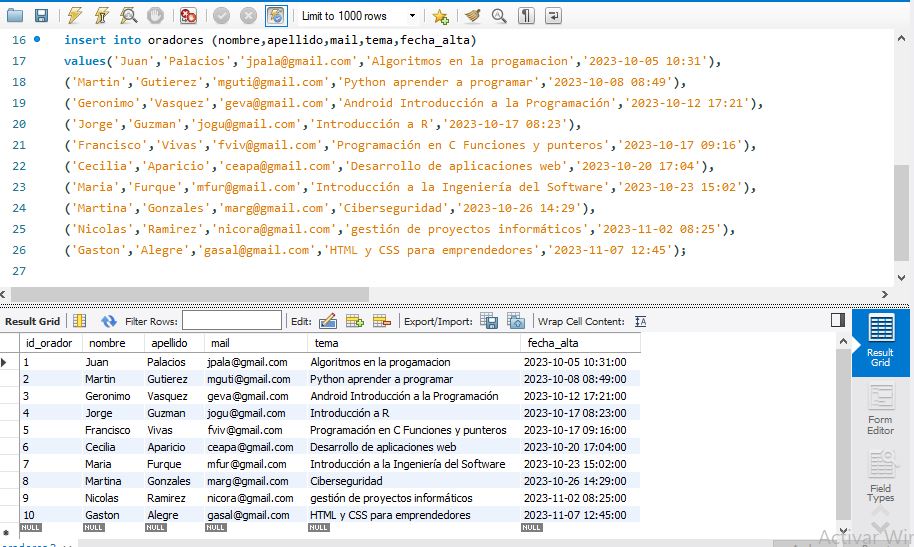 Limit to 1000 rows
16 insert into oradores (nombre,apellido,mail,tema,fecha_alta)
17 values('Juan','Palacios','jpala@gmail.com','Algoritmos en la progamacion','2023-10-05 10:31'),
18 ('Martin','Gutierez','mguti@gmail.com','Python aprender a programar','2023-10-08 08:49'),
19 ('Geronimo','Vasquez','geva@gmail.com','Android Introducción a la Programación','2023-10-12 17:21'),
20 ('Jorge','Guzman','jogu@gmail.com','Introducción a R','2023-10-17 08:23'),
21 ('Francisco','Vivas','fviv@gmail.com','Programación en C Funciones y punteros','2023-10-17 09:16'),
22 ('Cecilia','Aparicio','ceapa@gmail.com','Desarrollo de aplicaciones web','2023-10-20 17:04'),
23 ('Maria','Furque','mfur@gmail.com','Introducción a la Ingeniería del Software','2023-10-23 15:02'),
24 ('Martina','Gonzales','marg@gmail.com','Ciberseguridad','2023-10-26 14:29'),
25 ('Nicolas','Ramirez','nicora@gmail.com','gestión de proyectos informáticos','2023-11-02 08:25'),
26 ('Gaston','Alegre','gasal@gmail.com','HTML y CSS para emprendedores','2023-11-07 12:45');
27
Result Grid Filter Rows: Edit: Export/Import: Wrap Cell Content:
id_orador nombre apellido mail tema fecha_alta
1 Juan Palacios jpala@gmail.com Algoritmos en la progamacion 2023-10-05 10:31:00
2 Martin Gutierez mguti@gmail.com Python aprender a programar 2023-10-08 08:49:00
3 Geronimo Vasquez geva@gmail.com Android Introducción a la Programación 2023-10-12 17:21:00
4 Jorge Guzman jogu@gmail.com Introducción a R 2023-10-17 08:23:00
5 Francisco Vivas fviv@gmail.com Programación en C Funciones y punteros 2023-10-17 09:16:00
6 Cecilia Aparicio ceapa@gmail.com Desarrollo de aplicaciones web 2023-10-20 17:04:00
7 Maria Furque mfur@gmail.com Introducción a la Ingeniería del Software 2023-10-23 15:02:00
8 Martina Gonzales marg@gmail.com Ciberseguridad 2023-10-26 14:29:00
9 Nicolas Ramirez nicora@gmail.com gestión de proyectos informáticos 2023-11-02 08:25:00
10 Gaston Alegre gasal@gmail.com HTML y CSS para emprendedores 2023-11-07 12:45:00
NULL NULL NULL NULL NULL NULL
Result
Grid
Form
Editor
Field
Types
Activar Win